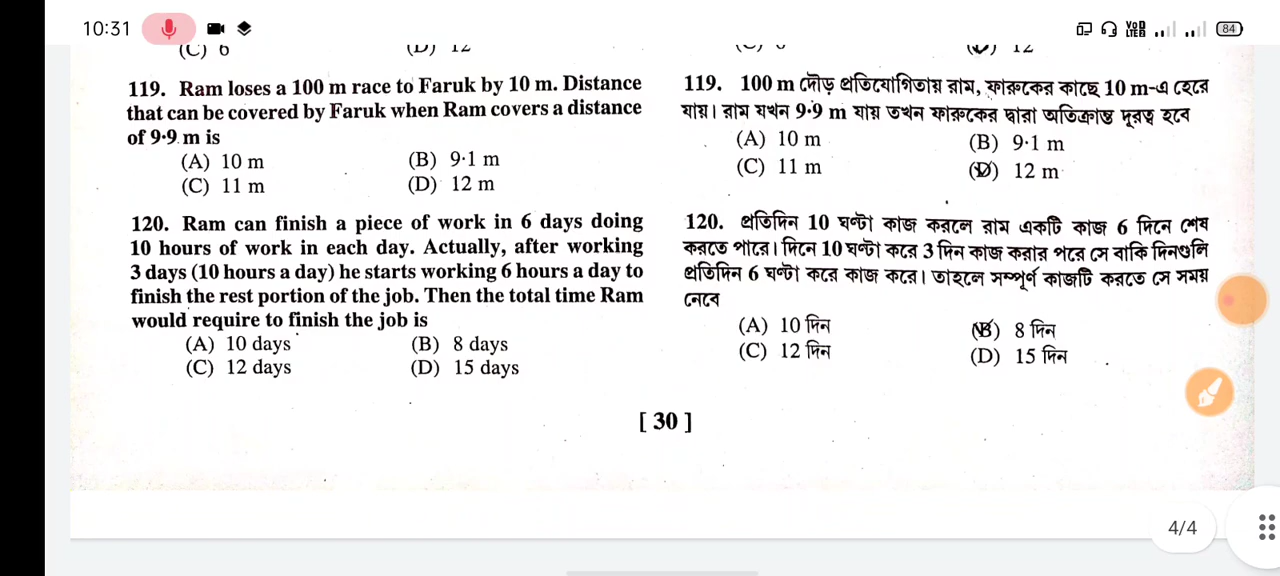 10:31
84
(C) 6
(D) 12
119. Ram loses a 100 m race to Faruk by 10 m. Distance
that can be covered by Faruk when Ram covers a distance
of 9·9 m is
(A) 10 m (B) 9·1 m
(C) 11 m (D) 12 m
120. Ram can finish a piece of work in 6 days doing
10 hours of work in each day. Actually, after working
3 days (10 hours a day) he starts working 6 hours a day to
finish the rest portion of the job. Then the total time Ram
would require to finish the job is
(A) 10 days (B) 8 days
(C) 12 days (D) 15 days
119. 100 m দৌড় প্রতিযোগিতায় রাম, ফারুকের কাছে 10 m-এ হেরে
যায়। রাম যখন 9·9 m যায় তখন ফারুকের দ্বারা অতিক্রান্ত দূরত্ব হবে
(A) 10 m (B) 9·1 m
(C) 11 m (D) 12 m
120. প্রতিদিন 10 ঘণ্টা কাজ করলে রাম একটি কাজ 6 দিনে শেষ
করতে পারে। দিনে 10 ঘণ্টা করে 3 দিন কাজ করার পরে সে বাকি দিনগুলি
প্রতিদিন 6 ঘণ্টা করে কাজ করে। তাহলে সম্পূর্ণ কাজটি করতে সে সময়
নেবে
(A) 10 দিন (B) 8 দিন
(C) 12 দিন (D) 15 দিন
[ 30 ]
4/4